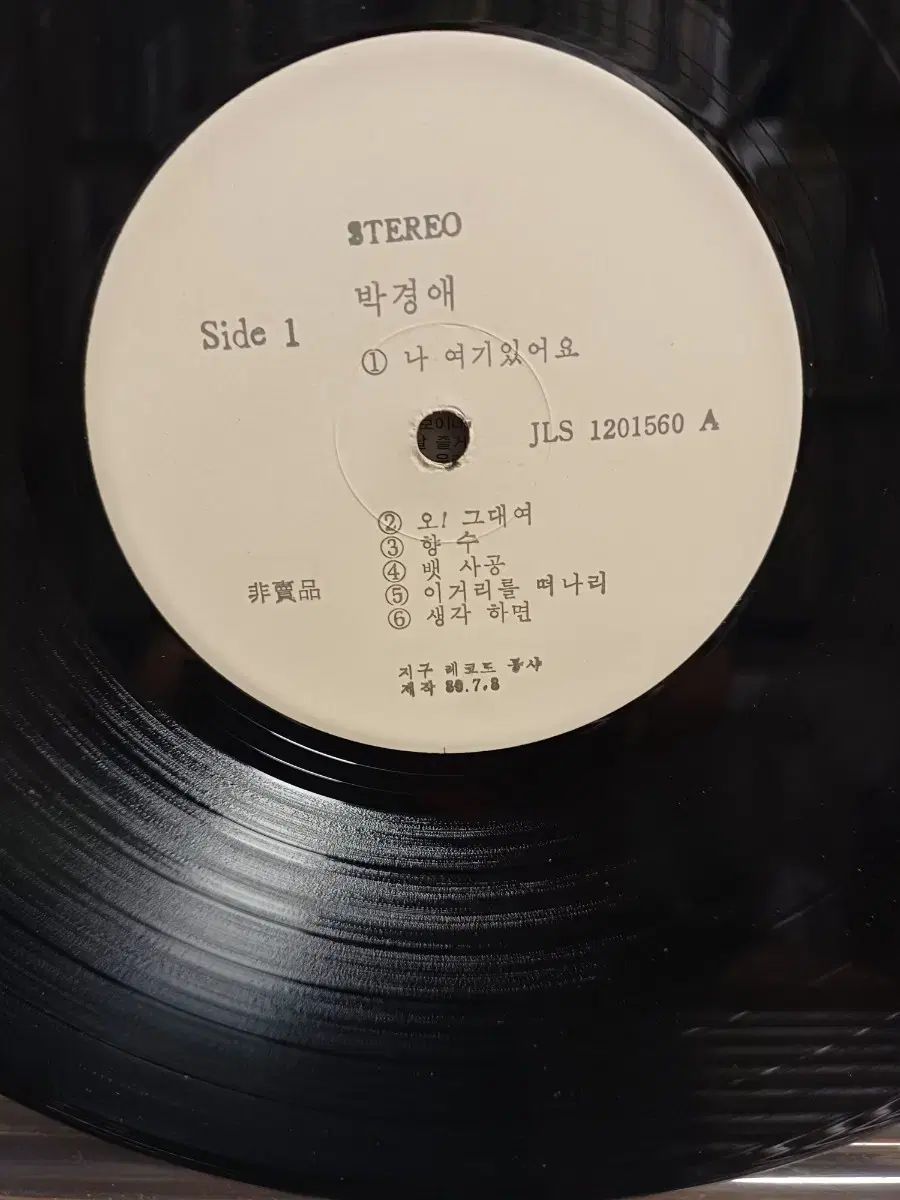 STEREO
박경애
Side 1
① 나 여기있어요
JLS 1201560 A
② 오! 그대여
③ 향 수
④ 뱃 사공
⑤ 이거리를 떠나리
⑥ 생각 하면
非賣品
지구 레코드 공사
제작 89.7.8